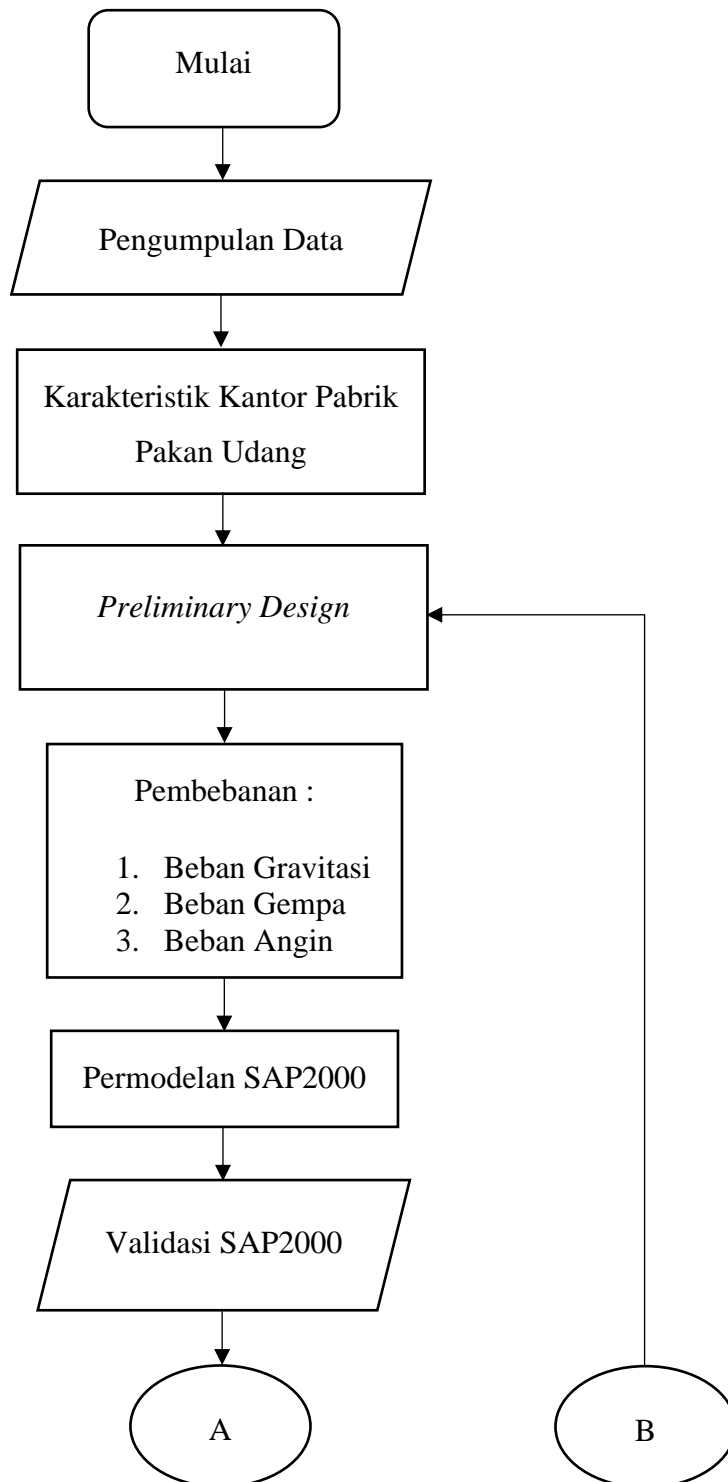 Mulai
Pengumpulan Data
Karakteristik Kantor Pabrik
Pakan Udang
Preliminary Design
Pembebanan :
1. Beban Gravitasi
2. Beban Gempa
3. Beban Angin
Permodelan SAP2000
Validasi SAP2000
A
B